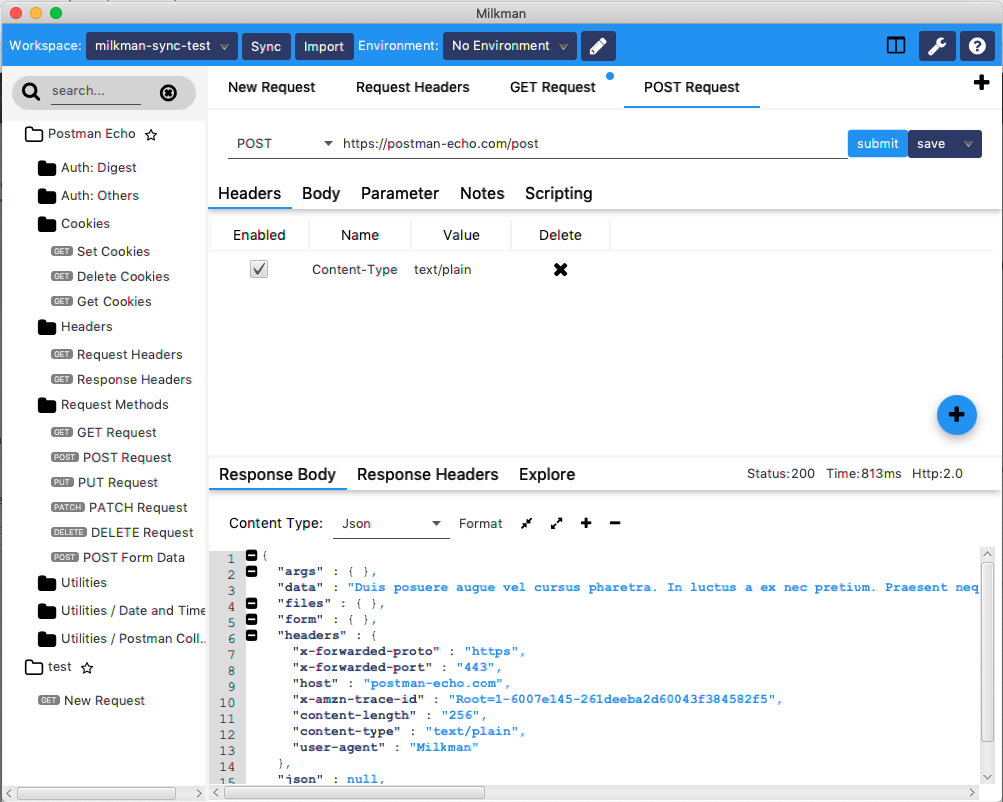 Milkman
Workspace: milkman-sync-test Sync Import Environment: No Environment
search...
New Request Request Headers GET Request POST Request
Postman Echo
Auth: Digest
Auth: Others
Cookies
GET Set Cookies
GET Delete Cookies
GET Get Cookies
Headers
GET Request Headers
GET Response Headers
Request Methods
GET GET Request
POST POST Request
PUT PUT Request
PATCH PATCH Request
DELETE DELETE Request
POST POST Form Data
Utilities
Utilities / Date and Time
Utilities / Postman Coll..
test
GET New Request
POST https://postman-echo.com/post submit save
Headers Body Parameter Notes Scripting
Enabled Name Value Delete
Content-Type text/plain
Response Body Response Headers Explore Status:200 Time:813ms Http:2.0
Content Type: Json Format
1 {
2 "args" : { },
3 "data" : "Duis posuere augue vel cursus pharetra. In luctus a ex nec pretium. Praesent neq
4 "files" : { },
5 "form" : { },
6 "headers" : {
7 "x-forwarded-proto" : "https",
8 "x-forwarded-port" : "443",
9 "host" : "postman-echo.com",
10 "x-amzn-trace-id" : "Root=1-6007e145-261deeba2d60043f384582f5",
11 "content-length" : "256",
12 "content-type" : "text/plain",
13 "user-agent" : "Milkman"
14 },
15 "json" : null,